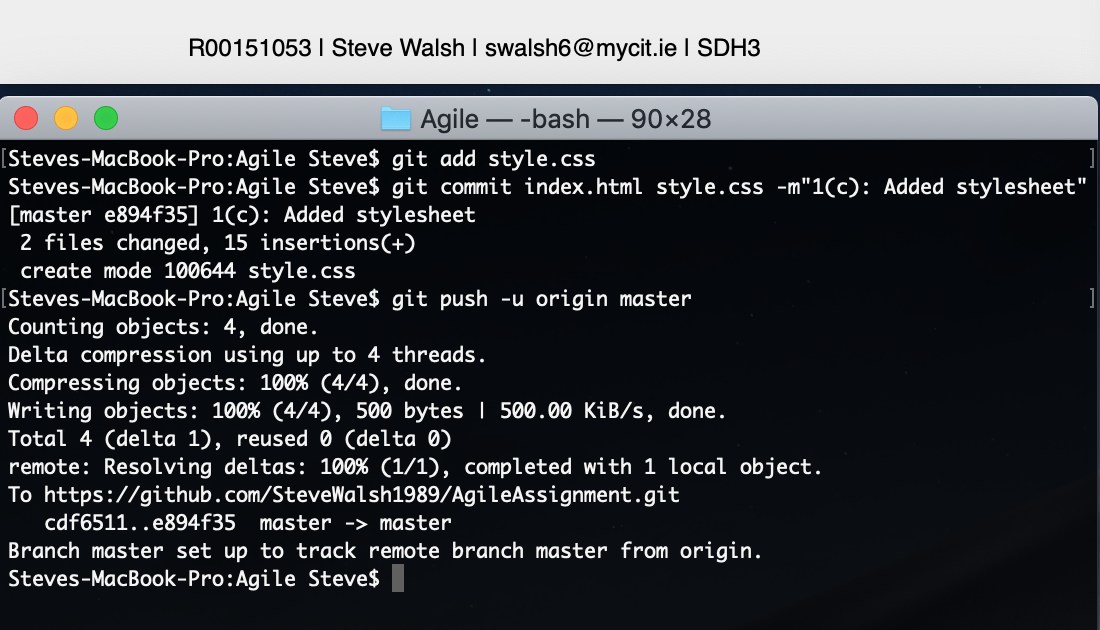 R00151053 | Steve Walsh | swalsh6@mycit.ie | SDH3
Agile — -bash — 90×28
[Steves-MacBook-Pro:Agile Steve$ git add style.css ]
Steves-MacBook-Pro:Agile Steve$ git commit index.html style.css -m"1(c): Added stylesheet"
[master e894f35] 1(c): Added stylesheet
 2 files changed, 15 insertions(+)
 create mode 100644 style.css
[Steves-MacBook-Pro:Agile Steve$ git push -u origin master ]
Counting objects: 4, done.
Delta compression using up to 4 threads.
Compressing objects: 100% (4/4), done.
Writing objects: 100% (4/4), 500 bytes | 500.00 KiB/s, done.
Total 4 (delta 1), reused 0 (delta 0)
remote: Resolving deltas: 100% (1/1), completed with 1 local object.
To https://github.com/SteveWalsh1989/AgileAssignment.git
   cdf6511..e894f35  master -> master
Branch master set up to track remote branch master from origin.
Steves-MacBook-Pro:Agile Steve$